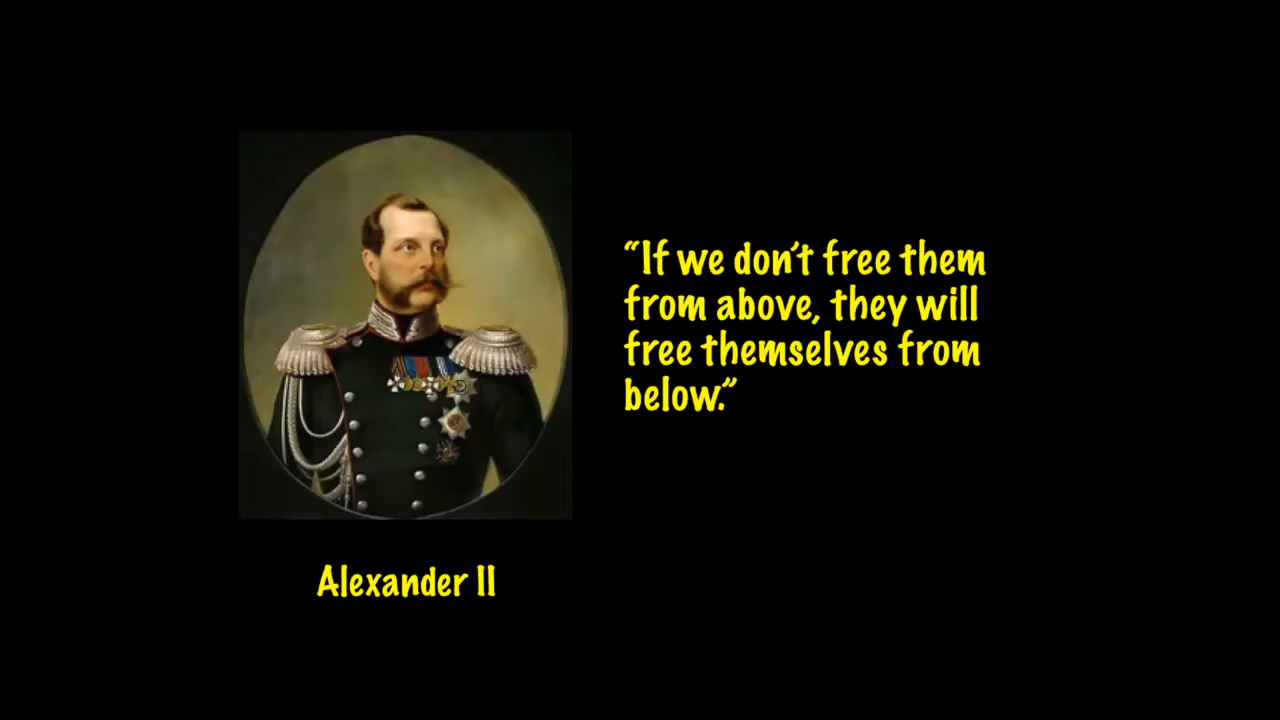 “If we don’t free them
from above, they will
free themselves from
below.”
Alexander II